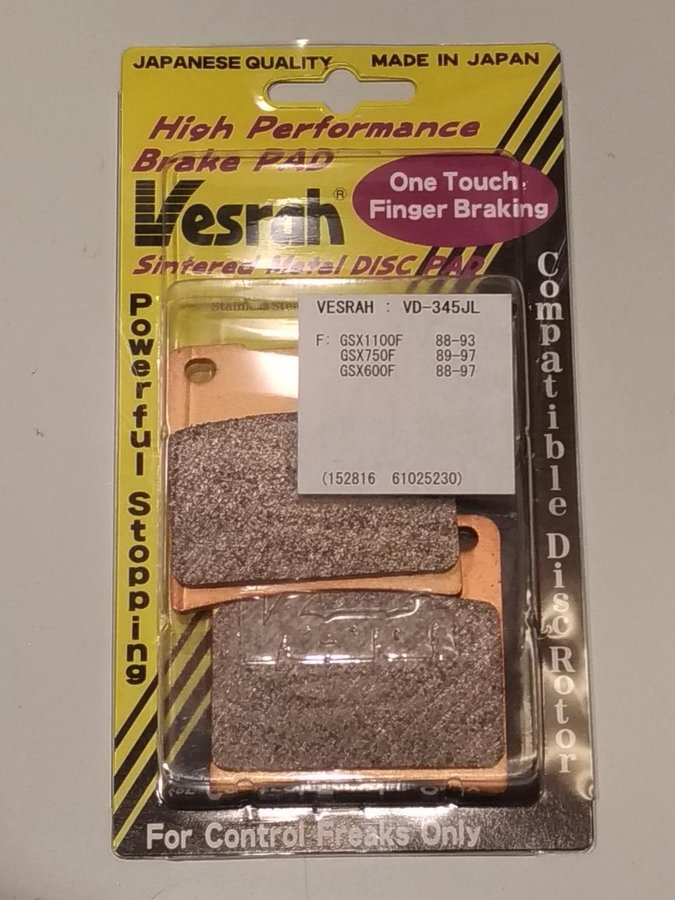 JAPANESE QUALITY MADE IN JAPAN
High Performance
Brake PAD
Vesrah®
One Touch
Finger Braking
Sintered Metal DISC PAD
Stainless Steel
Powerful Stopping
Compatible Disc Rotor
VESRAH : VD-345JL
F: GSX1100F 88-93
GSX750F 89-97
GSX600F 88-97
(152816 61025230)
For Control Freaks Only